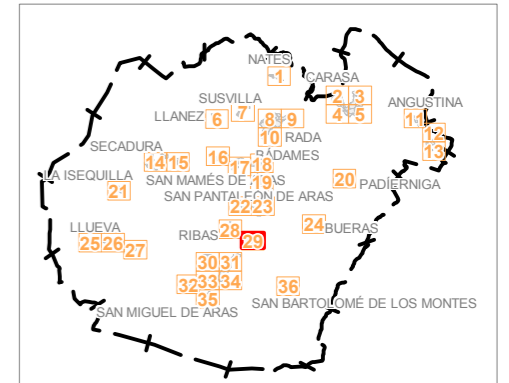 NATES
1
CARASA
2 3
SUSVILLA
ANGUSTINA
LLANEZ 6 7 8 9 4 5 11
10 RADA 12
SECADURA
13
14 15 16 17 18 BÁDAMES
LA ISEQUILLA
21 SAN MAMÉS DE ARAS 19 20 PADÍERNIGA
SAN PANTALEÓN DE ARAS
22 23
LLUEVA RIBAS 28 24 BUERAS
25 26 27 29
30 31
32 33 34 36
35
SAN MIGUEL DE ARAS SAN BARTOLOMÉ DE LOS MONTES